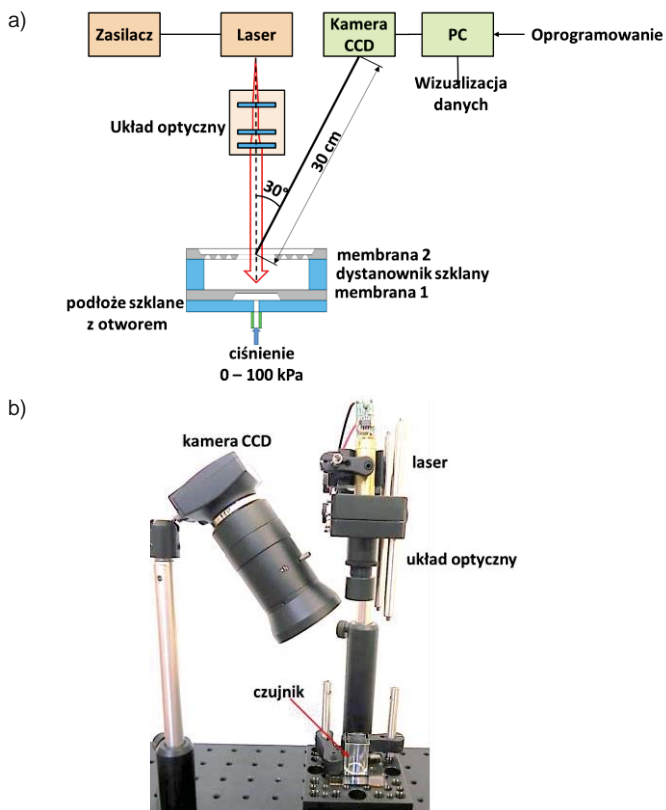 a)
Zasilacz
Laser
Kamera
CCD
PC
Oprogramowanie
Wizualizacja
danych
Układ optyczny
30 cm
30°
membrana 2
dystanownik szklany
membrana 1
podłoże szklane
z otworem
ciśnienie
0 – 100 kPa
b)
kamera CCD
laser
układ optyczny
czujnik